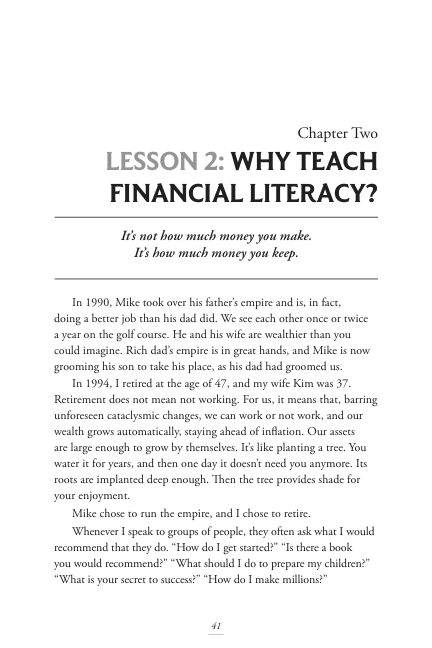 Chapter Two
LESSON 2: WHY TEACH
FINANCIAL LITERACY?
It's not how much money you make.
It's how much money you keep.
In 1990, Mike took over his father's empire and is, in fact,
doing a better job than his dad did. We see each other once or twice
a year on the golf course. He and his wife are wealthier than you
could imagine. Rich dad's empire is in great hands, and Mike is now
grooming his son to take his place, as his dad had groomed us.
In 1994, I retired at the age of 47, and my wife Kim was 37.
Retirement does not mean not working. For us, it means that, barring
unforeseen cataclysmic changes, we can work or not work, and our
wealth grows automatically, staying ahead of inflation. Our assets
are large enough to grow by themselves. It's like planting a tree. You
water it for years, and then one day it doesn't need you anymore. Its
roots are implanted deep enough. Then the tree provides shade for
your enjoyment.
Mike chose to run the empire, and I chose to retire.
Whenever I speak to groups of people, they often ask what I would
recommend that they do. “How do I get started?” “Is there a book
you would recommend?” “What should I do to prepare my children?”
“What is your secret to success?” “How do I make millions?”
41